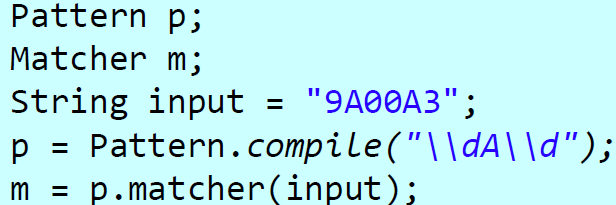 Pattern p;
Matcher m;
String input = "9A00A3";
p = Pattern.compile("\\dA\\d");
m = p.matcher(input);